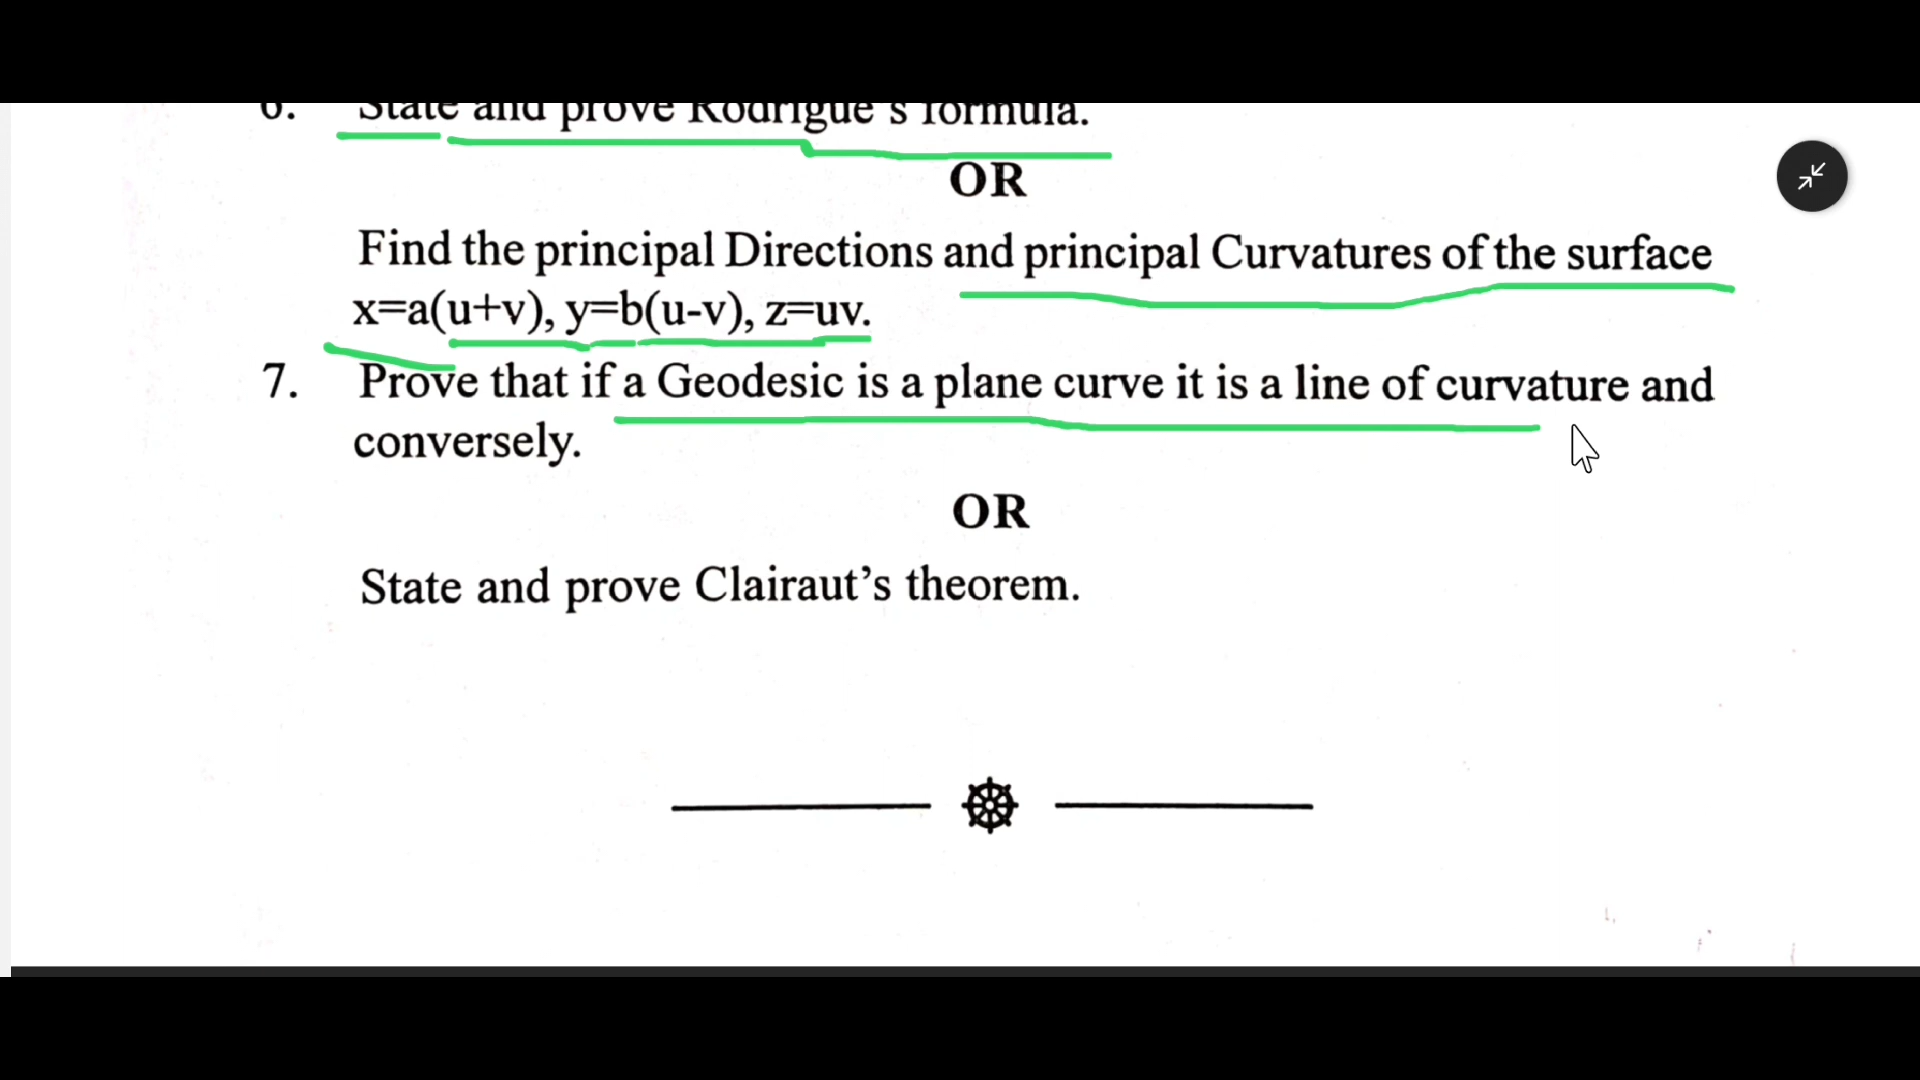 6. State and prove Rodrigue's formula.
OR
Find the principal Directions and principal Curvatures of the surface
x=a(u+v), y=b(u-v), z=uv.
7. Prove that if a Geodesic is a plane curve it is a line of curvature and
conversely.
OR
State and prove Clairaut’s theorem.